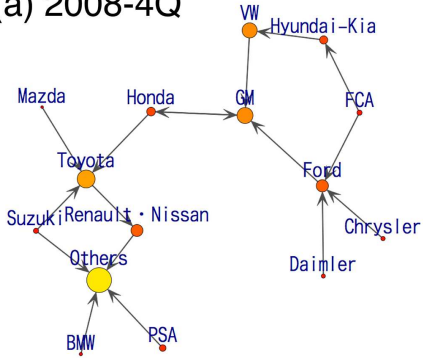 (a) 2008-4Q
VW
Hyundai-Kia
Mazda
Honda
GM
FCA
Toyota
Ford
Suzuki
Renault・Nissan
Chrysler
Others
Daimler
BMW
PSA